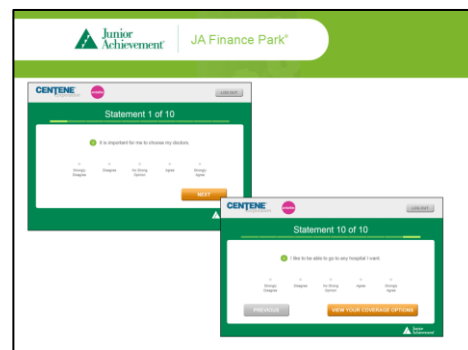 Junior
Achievement®
JA Finance Park®
CENTENE
Corporation
LOG OUT
Statement 1 of 10
It is important for me to choose my doctors.
Strongly Disagree
Disagree
No Strong Opinion
Agree
Strongly Agree
NEXT
CENTENE
Corporation
LOG OUT
Statement 10 of 10
I like to be able to go to any hospital I want.
Strongly Disagree
Disagree
No Strong Opinion
Agree
Strongly Agree
PREVIOUS
VIEW YOUR COVERAGE OPTIONS
Junior